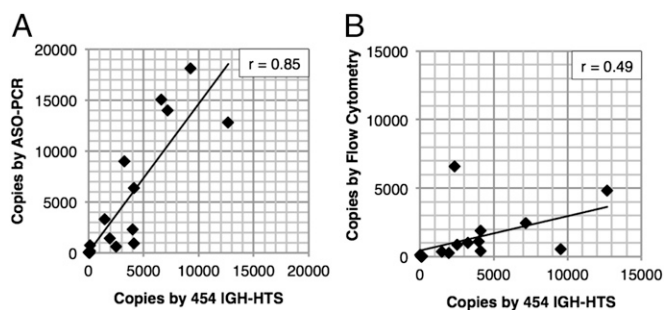 A
20000
15000
10000
5000
0
Copies by ASO-PCR
r = 0.85
0 5000 10000 15000 20000
Copies by 454 IGH-HTS
B
15000
10000
5000
0
Copies by Flow Cytometry
r = 0.49
0 5000 10000 15000
Copies by 454 IGH-HTS